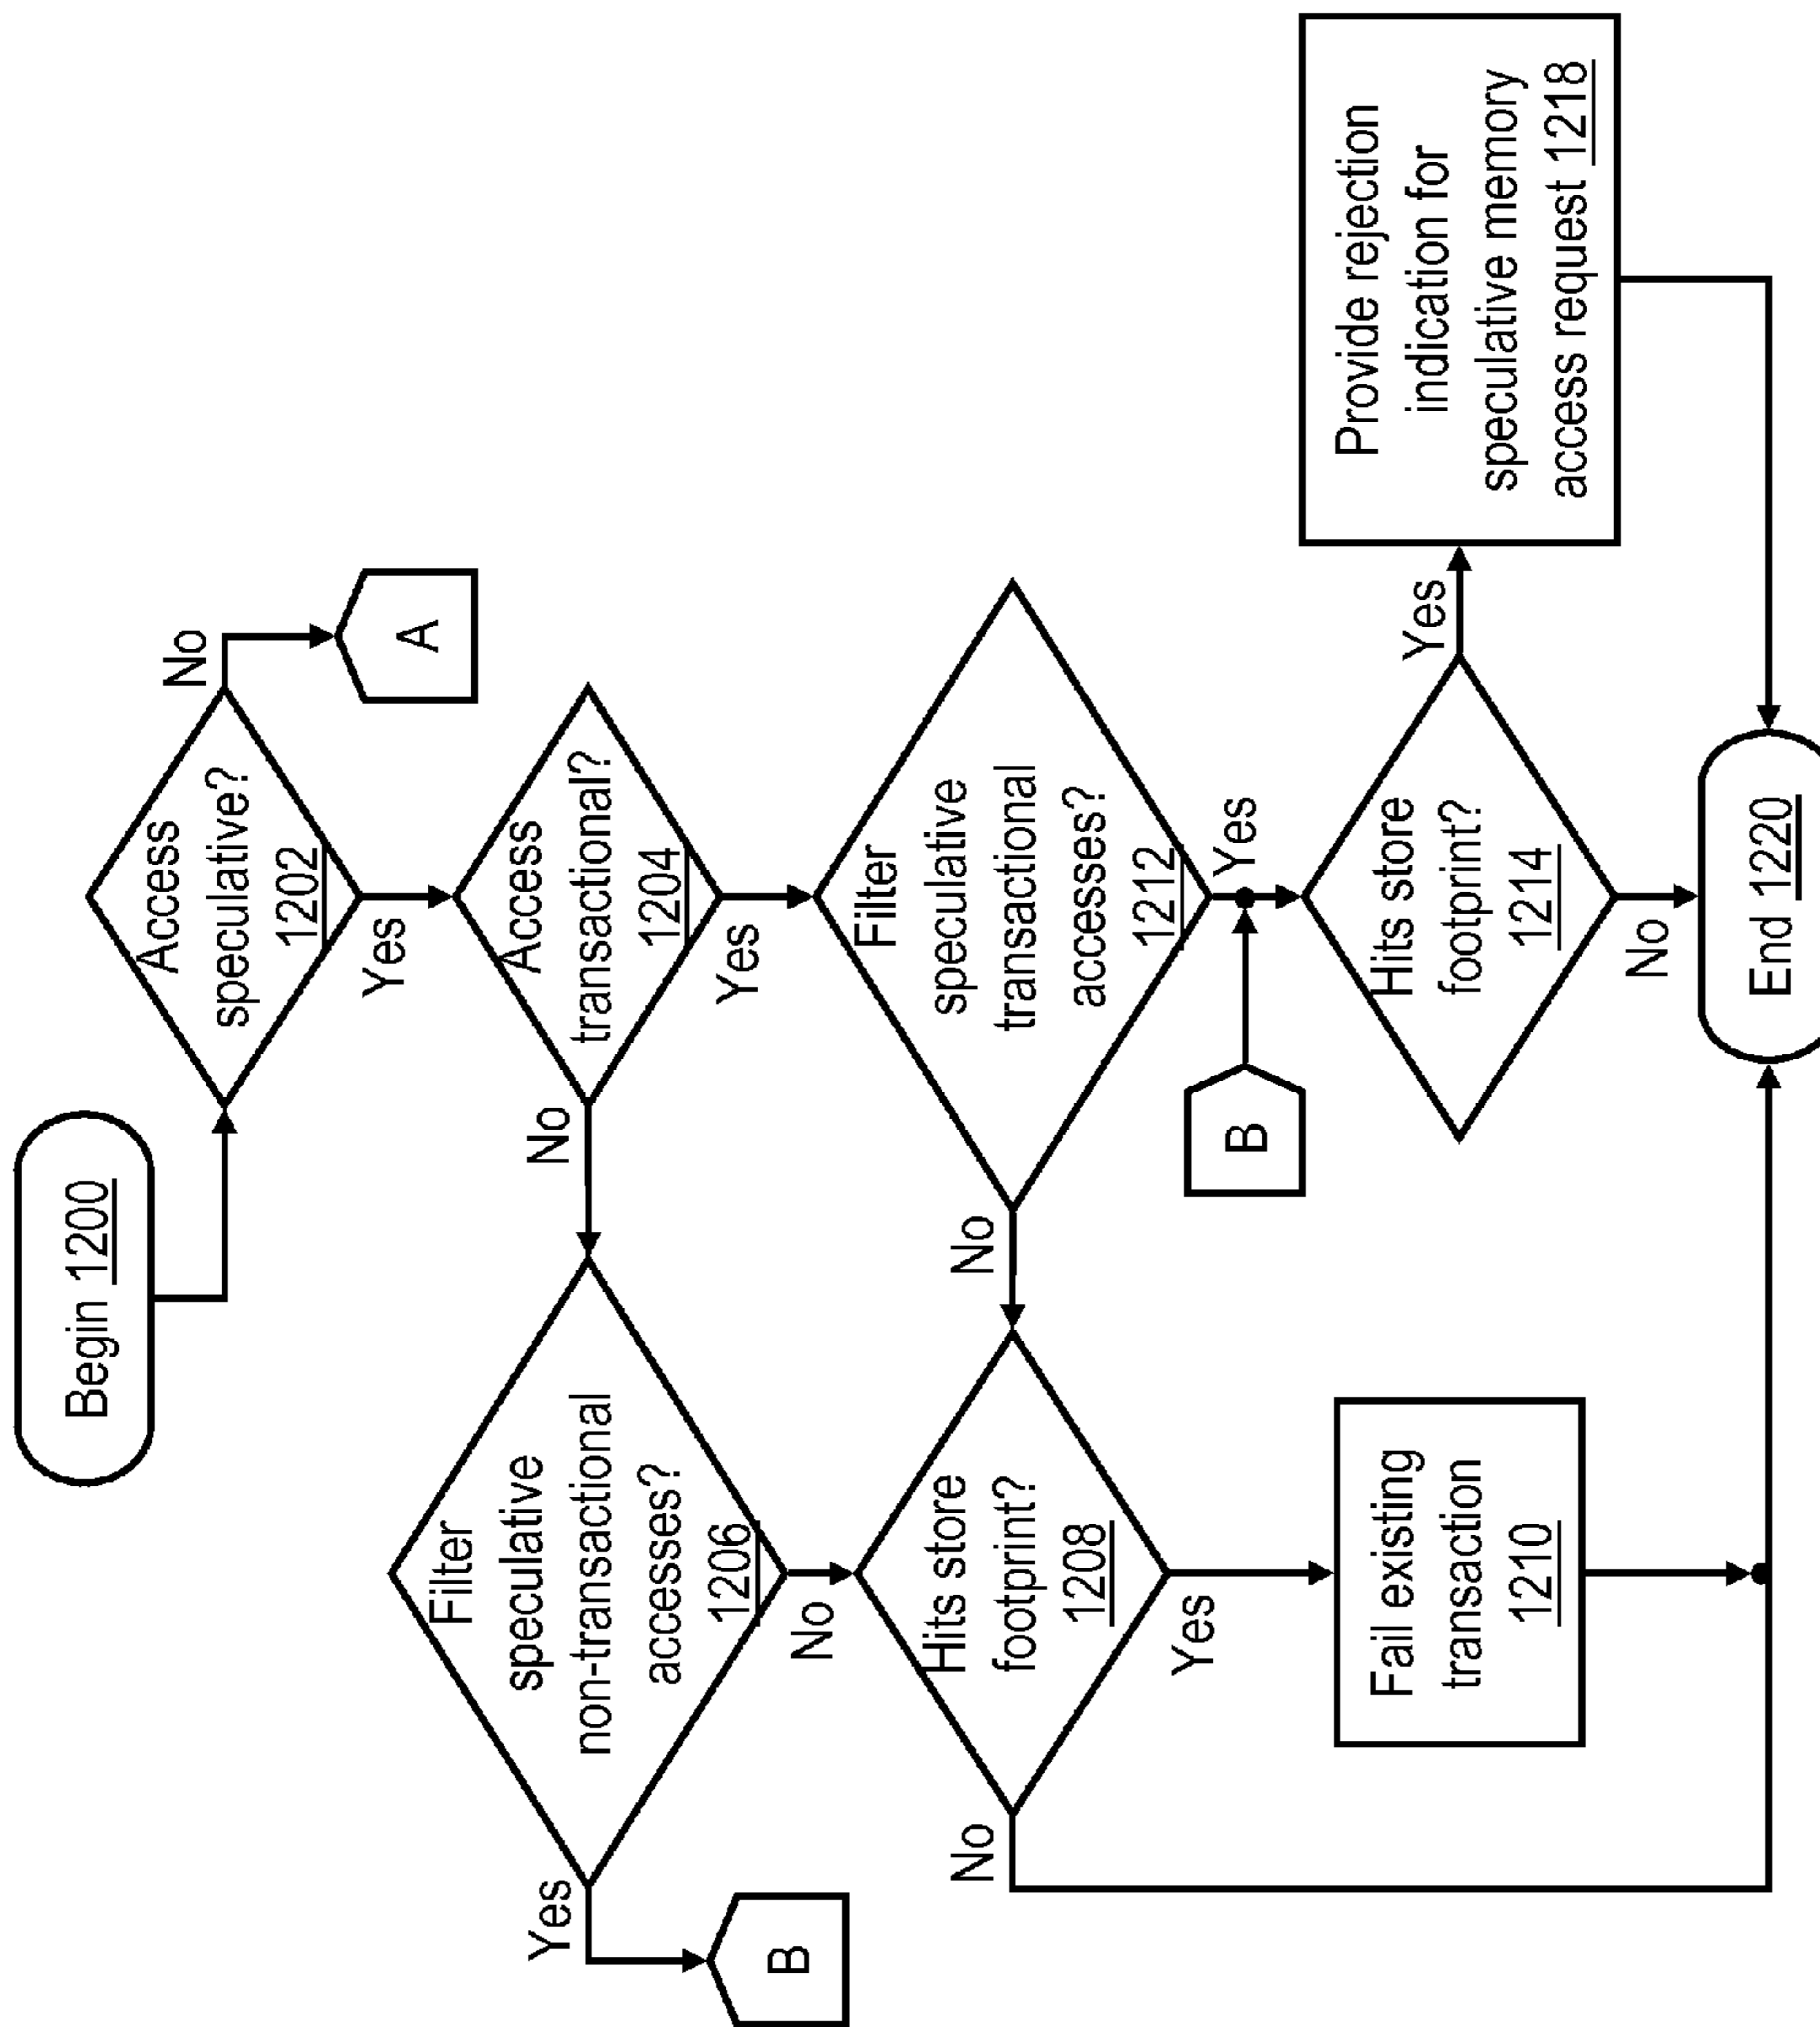 Begin 1200
Access
speculative?
1202
No
A
Yes
Access
transactional?
1204
No
Yes
Filter
speculative
non-transactional
accesses?
1206
Yes
B
No
Filter
speculative
transactional
accesses?
1212
No
Yes
B
Hits store
footprint?
1208
No
Yes
Hits store
footprint?
1214
Yes
No
Fail existing
transaction
1210
Provide rejection
indication for
speculative memory
access request 1218
End 1220